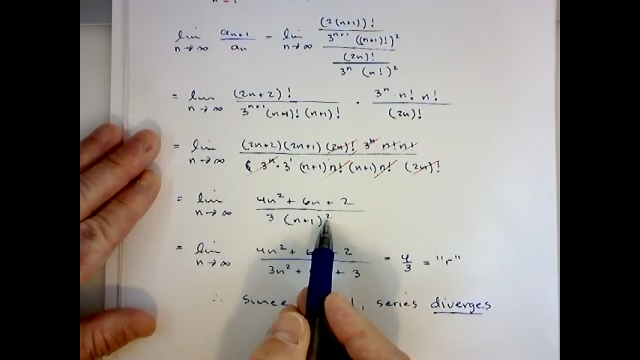 lim n→∞ a_{n+1}/a_n = lim n→∞ ((2(n+1))! / (3^{n+1} ((n+1)!)^2)) / ((2n)! / (3^n (n!)^2))
= lim n→∞ (2n+2)! / (3^{n+1} (n+1)! (n+1)!) · (3^n · n! n!) / (2n)!
= lim n→∞ (2n+2)(2n+1)(2n)! 3^n n! n! / (3^n · 3^1 (n+1) n! (n+1) n! (2n)!)
= lim n→∞ (4n^2 + 6n + 2) / (3 (n+1)^2)
= lim n→∞ (4n^2 + 2) / (3n^2 + + 3) = 4/3 = "r"
∴ since , series diverges